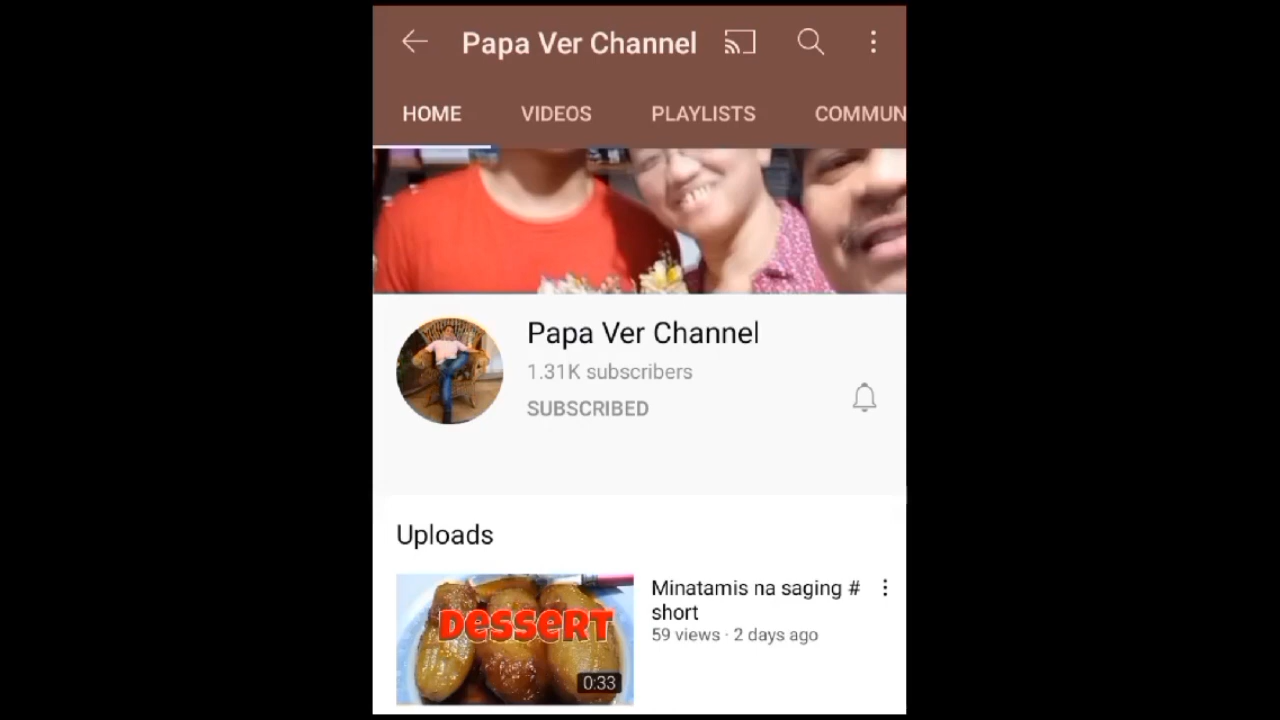 Papa Ver Channel
HOME VIDEOS PLAYLISTS COMMUN
Papa Ver Channel
1.31K subscribers
SUBSCRIBED
Uploads
DESSERT
0:33
Minatamis na saging #
short
59 views · 2 days ago